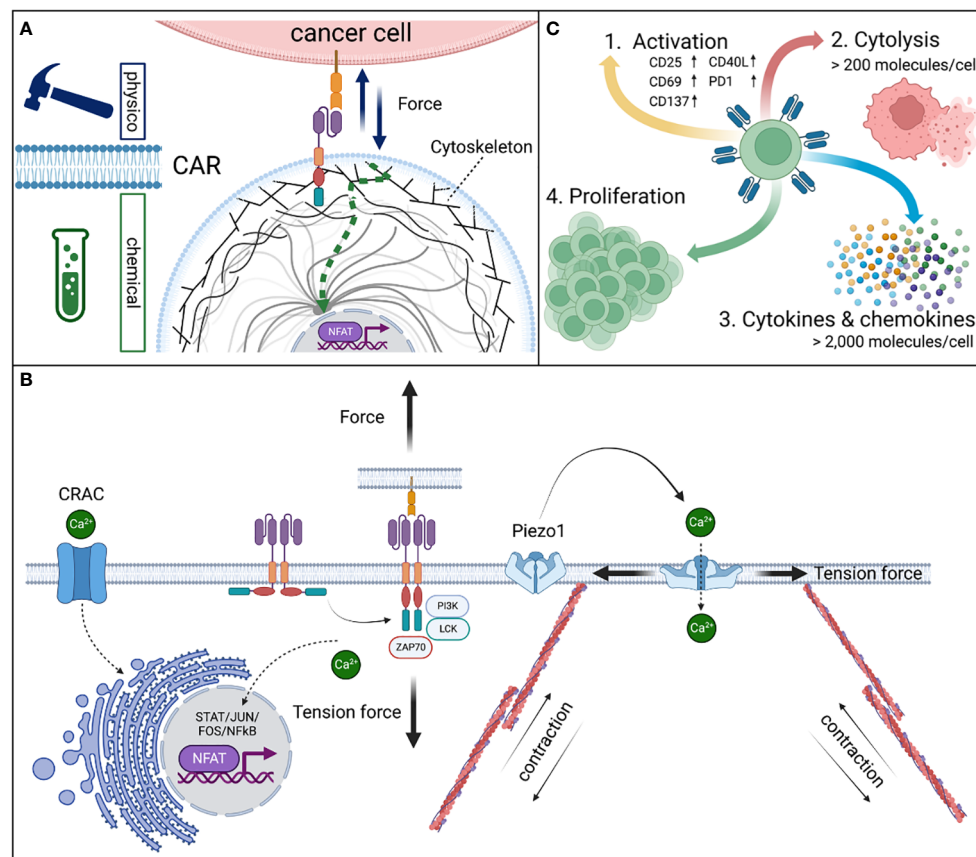 A
cancer cell
physico
Force
CAR
Cytoskeleton
chemical
NFAT
C
1. Activation
CD25 ↑ CD40L ↑
CD69 ↑ PD1 ↑
CD137 ↑
2. Cytolysis
> 200 molecules/cell
4. Proliferation
3. Cytokines & chemokines
> 2,000 molecules/cell
B
Force
CRAC
Ca²⁺
Piezo1
Ca²⁺
Tension force
PI3K
LCK
ZAP70
Ca²⁺
Ca²⁺
STAT/JUN/
FOS/NFkB
NFAT
Tension force
contraction
contraction